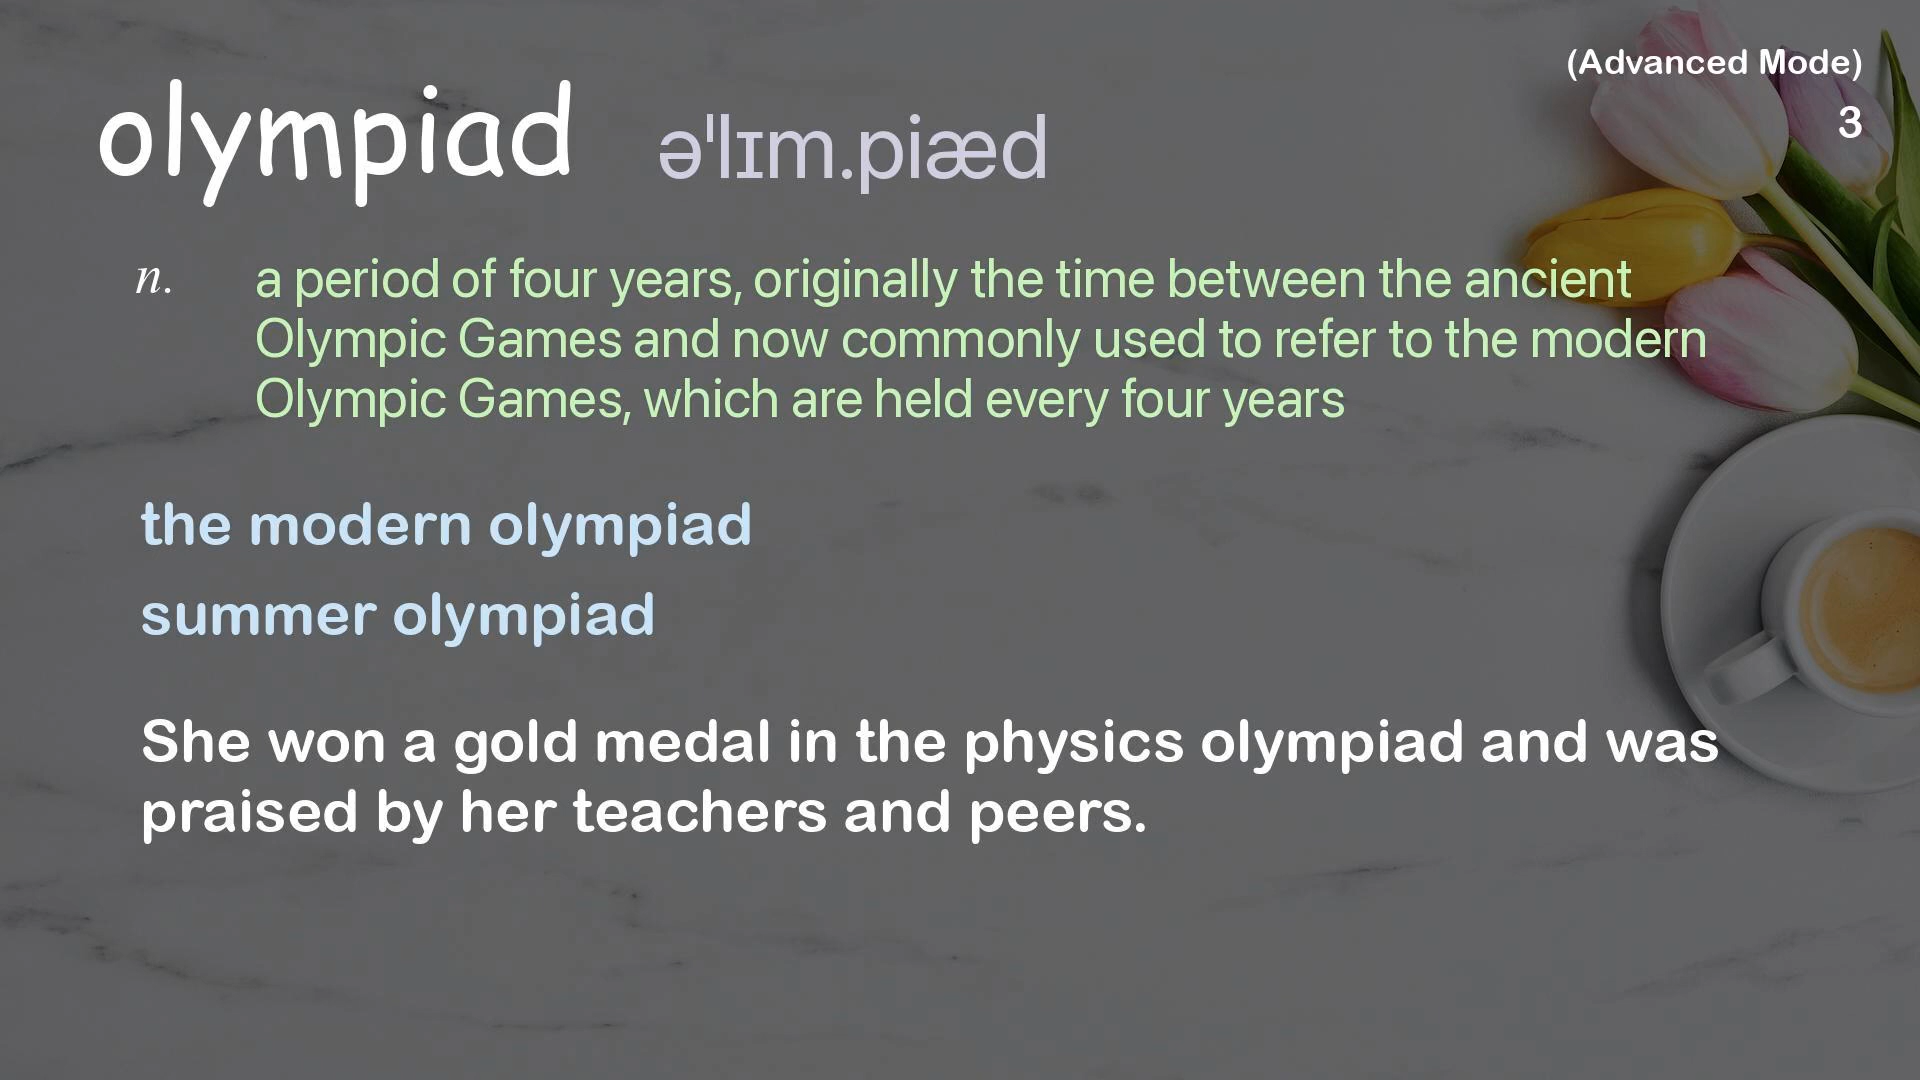 (Advanced Mode)
olympiad əˈlɪm.piæd
3
n. a period of four years, originally the time between the ancient
Olympic Games and now commonly used to refer to the modern
Olympic Games, which are held every four years
the modern olympiad
summer olympiad
She won a gold medal in the physics olympiad and was
praised by her teachers and peers.